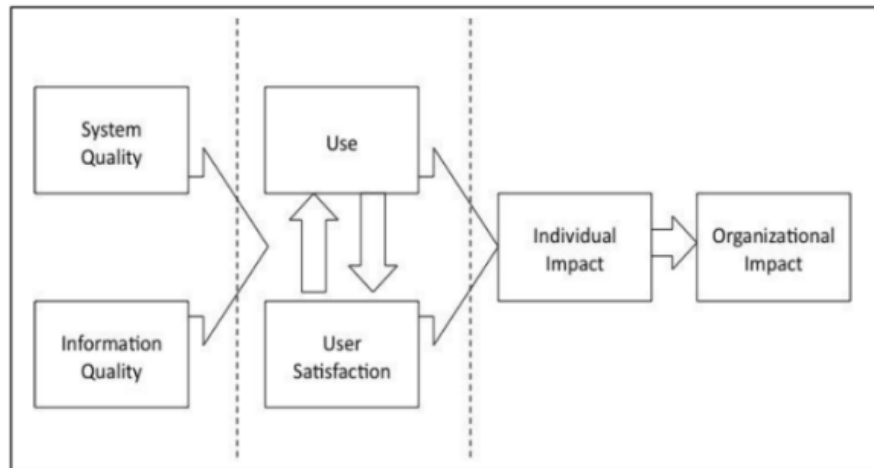 System
Quality
Use
Individual
Impact
Organizational
Impact
Information
Quality
User
Satisfaction